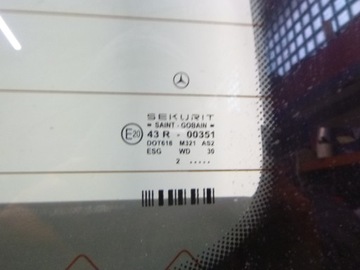 SEKURIT
SAINT-GOBAIN
E20 43 R - 00351
DOT618 M321 AS2
ESG WD 30
2 .....